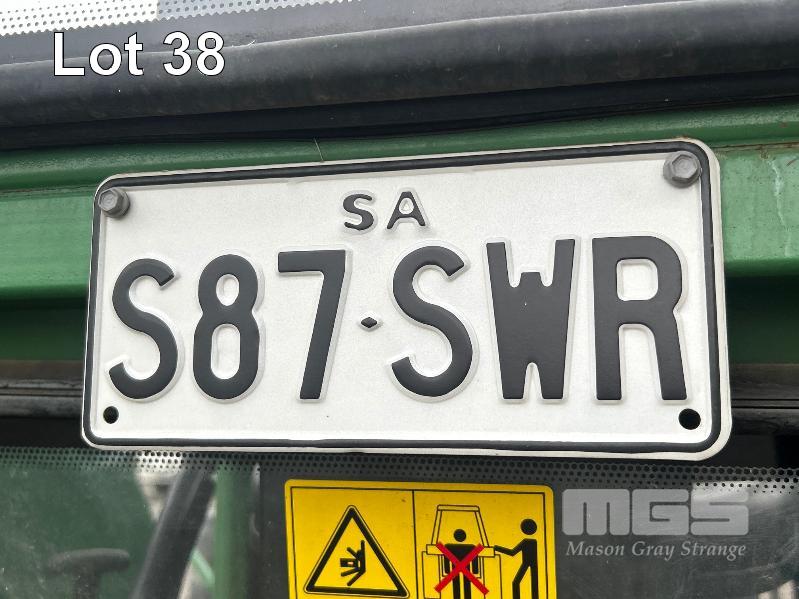 Lot 38
SA
S87·SWR
MGS
Mason Gray Strange